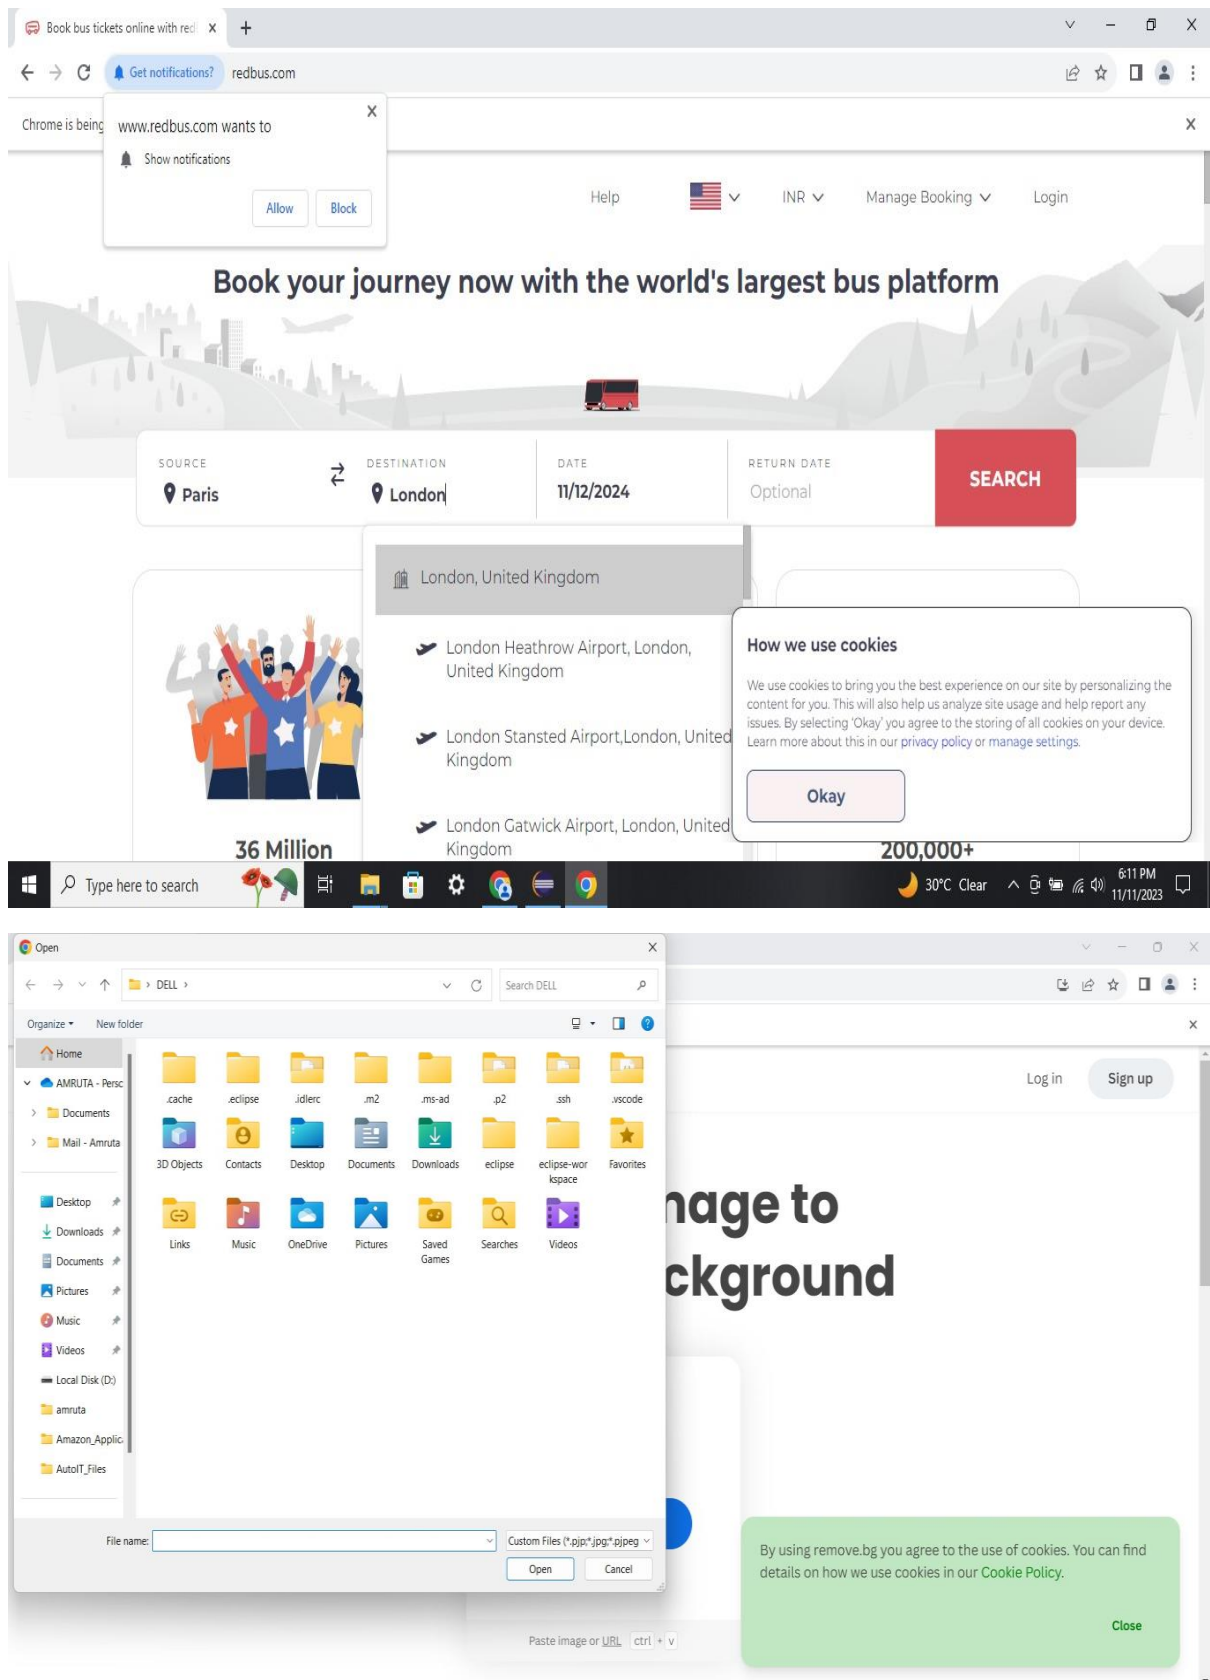 Book bus tickets online with red
Get notifications?
redbus.com
Chrome is being
www.redbus.com wants to
Show notifications
Allow
Block
Help
INR
Manage Booking
Login
Book your journey now with the world's largest bus platform
SOURCE
Paris
DESTINATION
London
DATE
11/12/2024
RETURN DATE
Optional
SEARCH
London, United Kingdom
London Heathrow Airport, London,
United Kingdom
London Stansted Airport,London, United
Kingdom
London Gatwick Airport, London, United
Kingdom
36 Million
200,000+
How we use cookies
We use cookies to bring you the best experience on our site by personalizing the
content for you. This will also help us analyze site usage and help report any
issues. By selecting 'Okay' you agree to the storing of all cookies on your device.
Learn more about this in our privacy policy or manage settings.
Okay
Type here to search
30°C Clear
6:11 PM
11/11/2023
Open
DELL
Search DELL
Organize
New folder
Home
AMRUTA - Persc
Documents
Mail - Amruta
Desktop
Downloads
Documents
Pictures
Music
Videos
Local Disk (D:)
amruta
Amazon_Applic
AutoIT_Files
.cache
.eclipse
.idlerc
.m2
.ms-ad
.p2
.ssh
.vscode
3D Objects
Contacts
Desktop
Documents
Downloads
eclipse
eclipse-wor
kspace
Favorites
Links
Music
OneDrive
Pictures
Saved
Games
Searches
Videos
File name:
Custom Files (*.pjp;*.jpg;*.pjpeg
Open
Cancel
Log in
Sign up
nage to
ckground
Paste image or URL ctrl + v
By using remove.bg you agree to the use of cookies. You can find
details on how we use cookies in our Cookie Policy.
Close